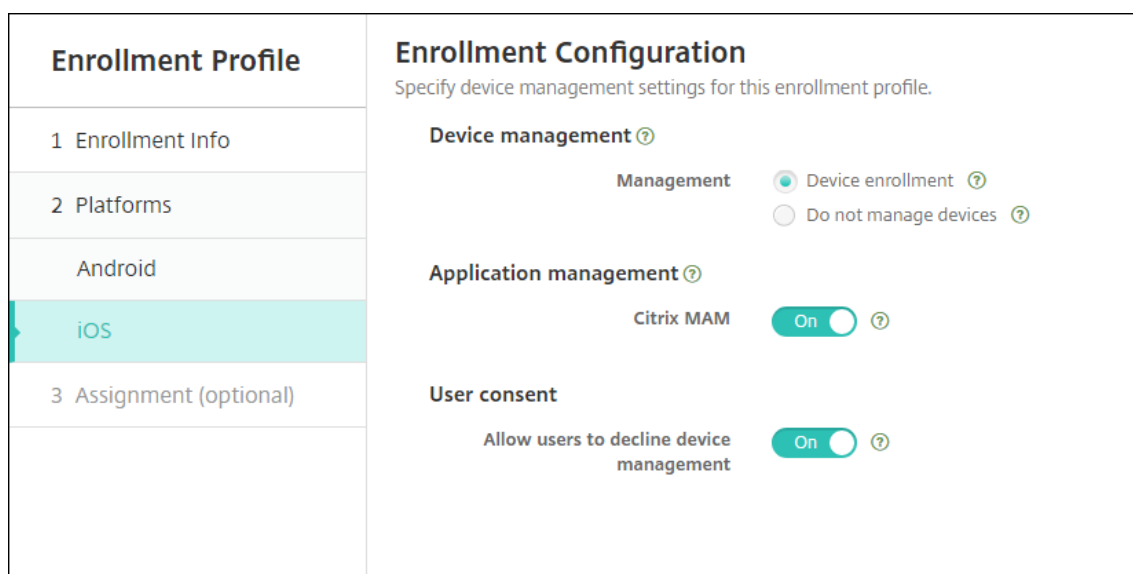 Enrollment Profile
1 Enrollment Info
2 Platforms
Android
iOS
3 Assignment (optional)
Enrollment Configuration
Specify device management settings for this enrollment profile.
Device management ?
Management
Device enrollment ?
Do not manage devices ?
Application management ?
Citrix MAM
On ?
User consent
Allow users to decline device
management
On ?